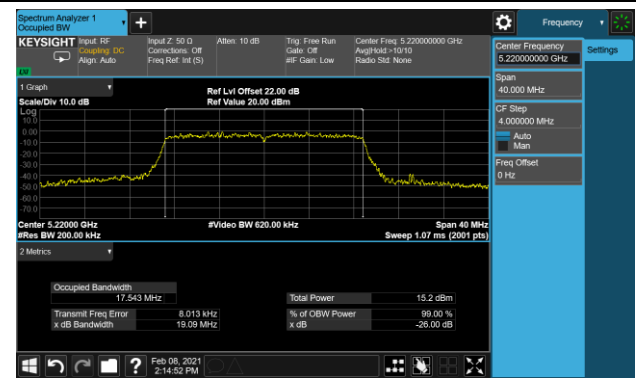 Spectrum Analyzer 1
Occupied BW
Frequency
KEYSIGHT
Input: RF
Coupling: DC
Align: Auto
Input Z: 50 Ω
Corrections: Off
Freq Ref: Int (S)
Atten: 10 dB
Trig: Free Run
Gate: Off
#IF Gain: Low
Center Freq: 5.220000000 GHz
Avg|Hold:>10/10
Radio Std: None
Center Frequency
5.220000000 GHz
Settings
Span
40.000 MHz
CF Step
4.000000 MHz
Auto
Man
Freq Offset
0 Hz
1 Graph
Scale/Div 10.0 dB
Ref Lvl Offset 22.00 dB
Ref Value 20.00 dBm
Log
10.0
0.00
-10.0
-20.0
-30.0
-40.0
-50.0
-60.0
-70.0
Center 5.22000 GHz
#Res BW 200.00 kHz
#Video BW 620.00 kHz
Span 40 MHz
Sweep 1.07 ms (2001 pts)
2 Metrics
Occupied Bandwidth
17.543 MHz
Total Power 15.2 dBm
Transmit Freq Error 8.013 kHz
% of OBW Power 99.00 %
x dB Bandwidth 19.09 MHz
x dB -26.00 dB
?
Feb 08, 2021
2:14:52 PM